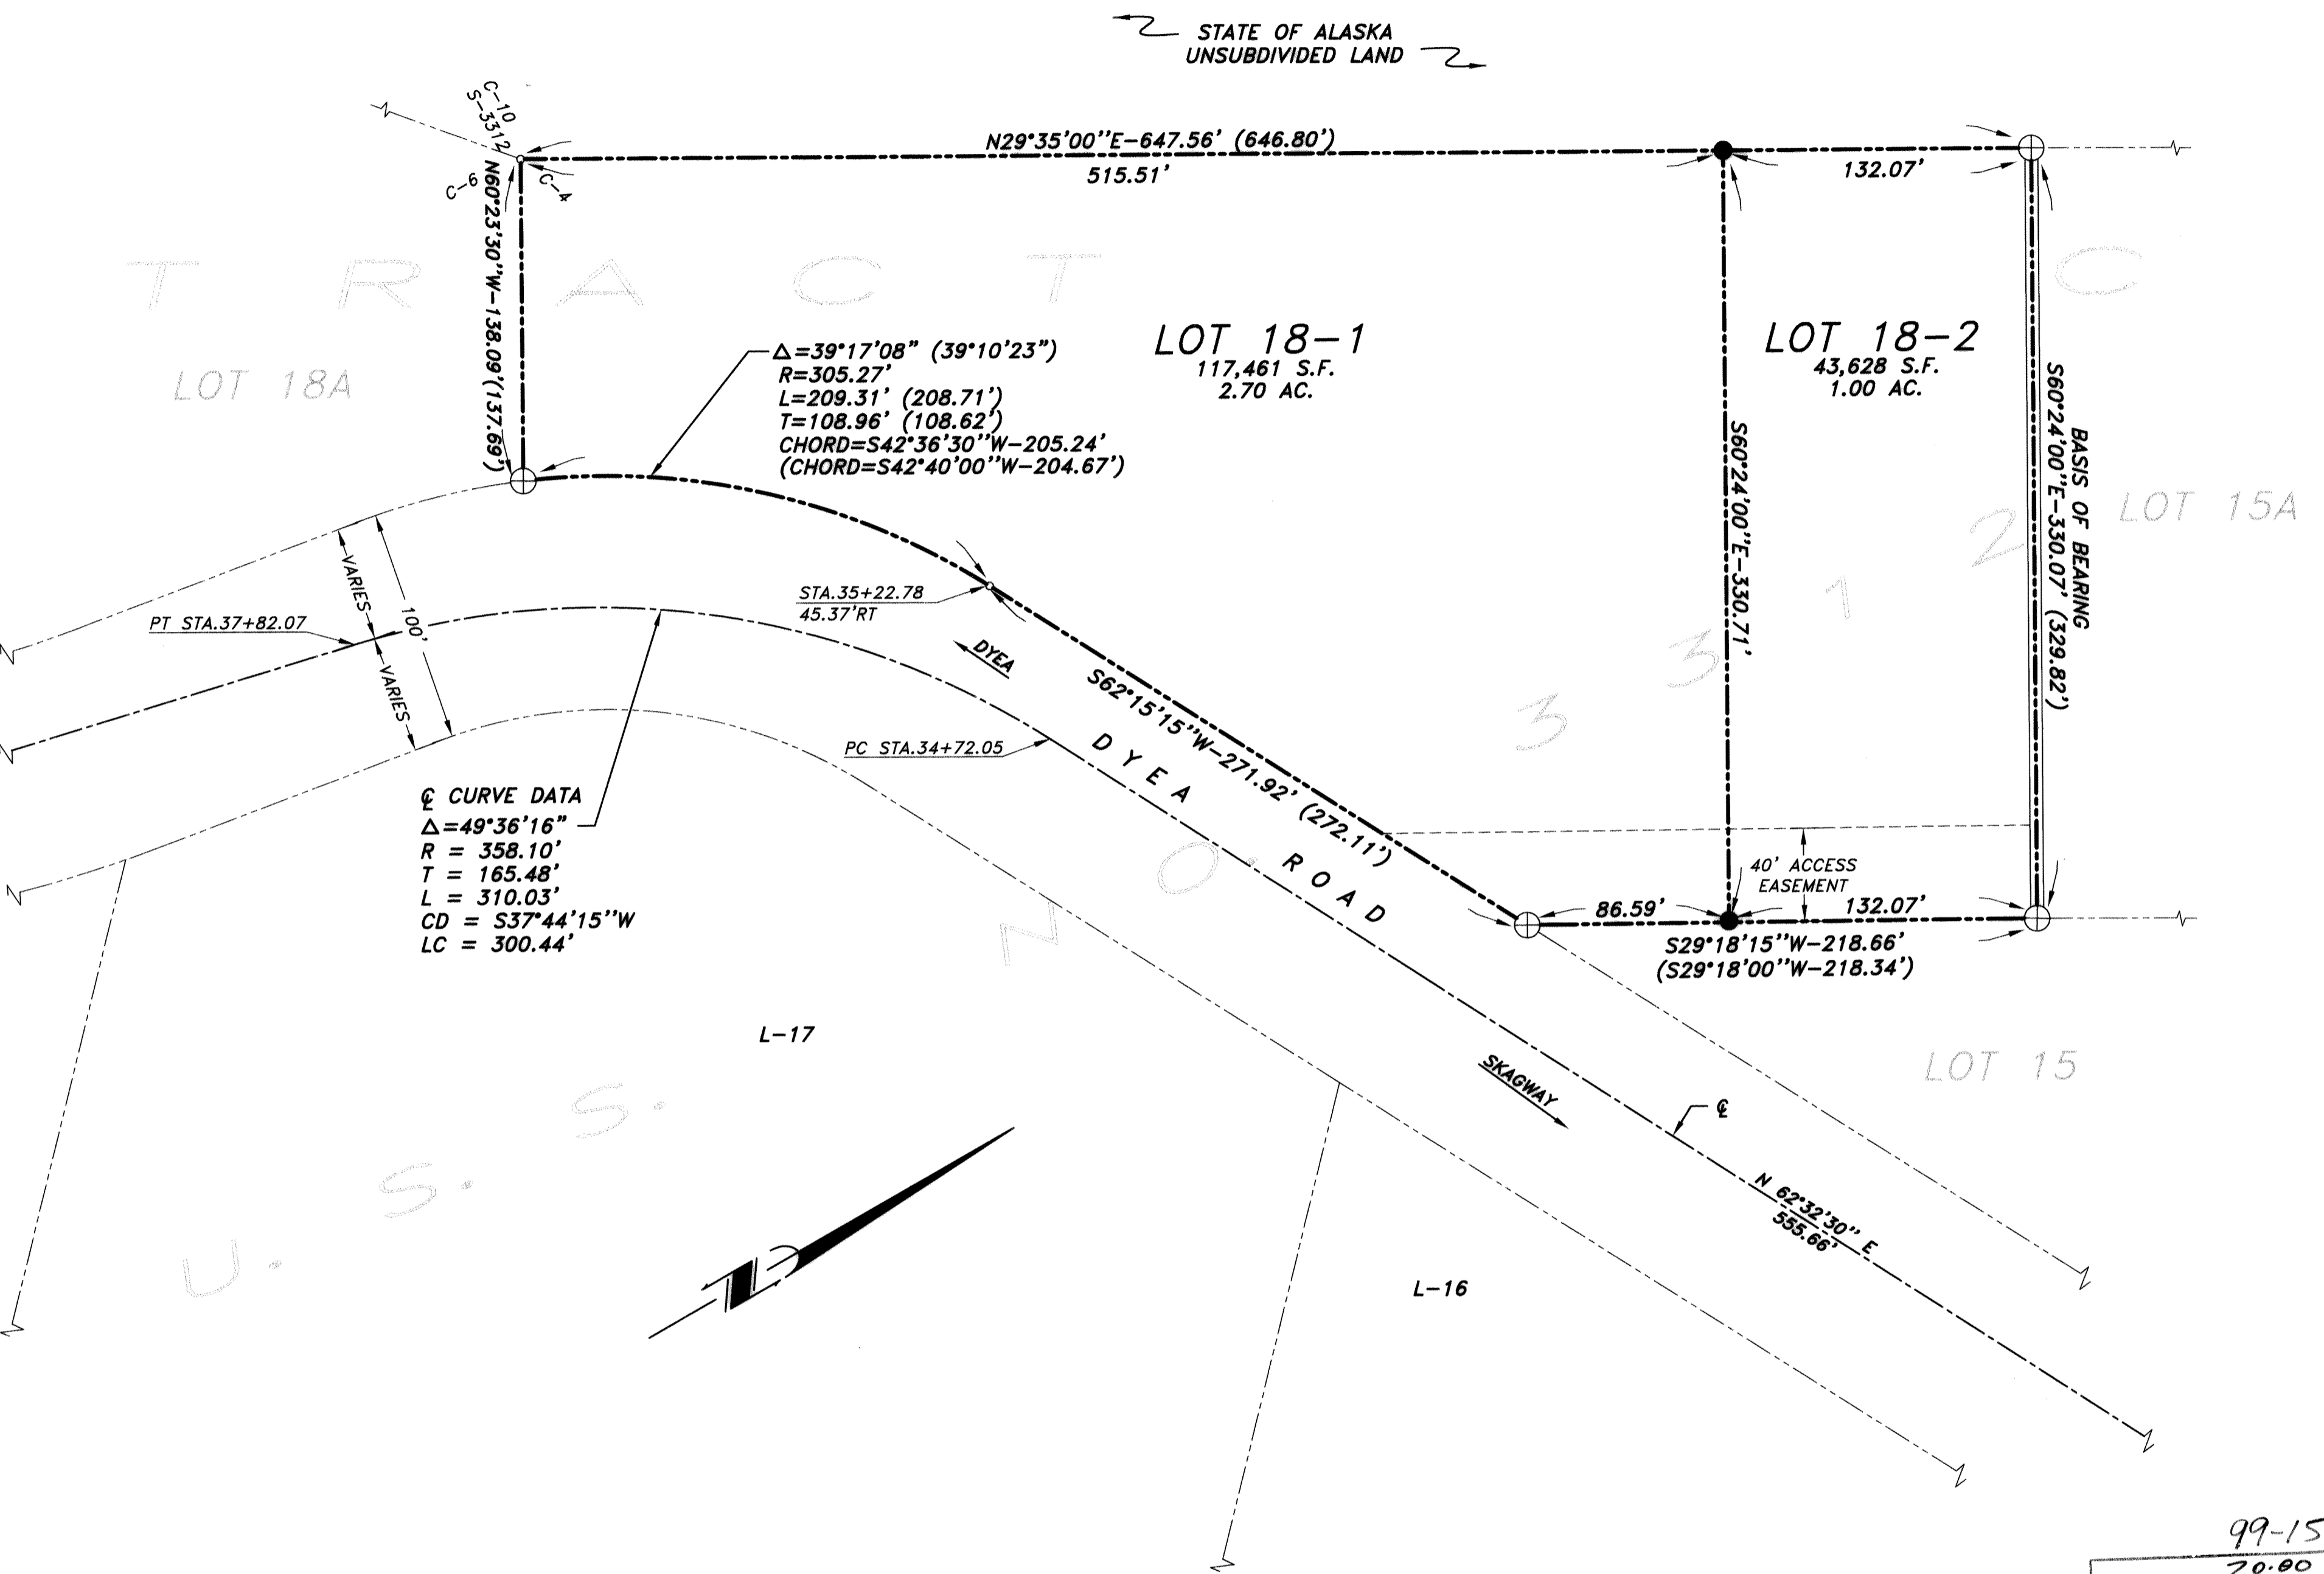 STATE OF ALASKA
UNSUBDIVIDED LAND
C-10
S-3312
C-6
C-4
N29°35'00"E-647.56' (646.80')
515.51'
132.07'
N60°23'30"W-138.09'(137.69')
T R A C T C
LOT 18A
Δ=39°17'08" (39°10'23")
R=305.27'
L=209.31' (208.71')
T=108.96' (108.62')
CHORD=S42°36'30"W-205.24'
(CHORD=S42°40'00"W-204.67')
LOT 18-1
117,461 S.F.
2.70 AC.
LOT 18-2
43,628 S.F.
1.00 AC.
S60°24'00"E-330.71'
BASIS OF BEARING
S60°24'00"E-330.07' (329.82')
LOT 15A
VARIES
100'
VARIES
PT STA.37+82.07
STA.35+22.78
45.37'RT
DYEA
S62°15'15"W-271.92' (272.11')
PC STA.34+72.05
DYEA ROAD
℄ CURVE DATA
Δ=49°36'16"
R = 358.10'
T = 165.48'
L = 310.03'
CD = S37°44'15"W
LC = 300.44'
40' ACCESS
EASEMENT
86.59'
132.07'
S29°18'15"W-218.66'
(S29°18'00"W-218.34')
L-17
LOT 15
SKAGWAY
℄
N 62°32'30" E
555.66'
U. S. S. NO. 3312
N
L-16
99-15